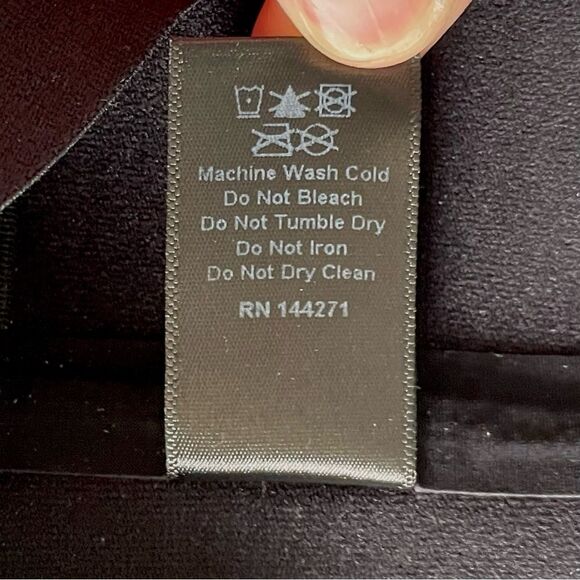 Machine Wash Cold
Do Not Bleach
Do Not Tumble Dry
Do Not Iron
Do Not Dry Clean
RN 144271